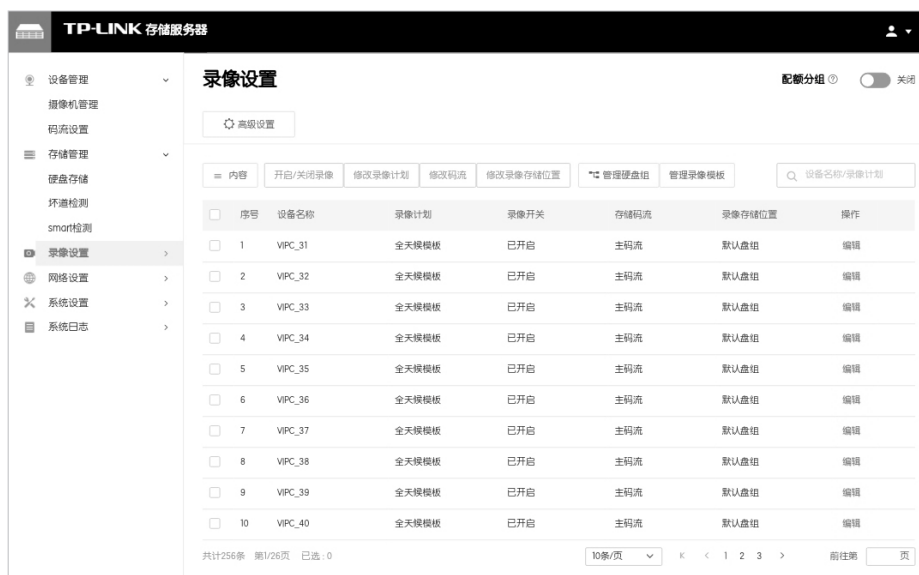 TP-LINK 存储服务器
设备管理
摄像机管理
码流设置
存储管理
硬盘存储
坏道检测
smart检测
录像设置
网络设置
系统设置
系统日志
录像设置
配额分组 ? 关闭
高级设置
内容 开启/关闭录像 修改录像计划 修改码流 修改录像存储位置 管理硬盘组 管理录像模板 设备名称/录像计划
序号 设备名称 录像计划 录像开关 存储码流 录像存储位置 操作
1 VIPC_31 全天候模板 已开启 主码流 默认盘组 编辑
2 VIPC_32 全天候模板 已开启 主码流 默认盘组 编辑
3 VIPC_33 全天候模板 已开启 主码流 默认盘组 编辑
4 VIPC_34 全天候模板 已开启 主码流 默认盘组 编辑
5 VIPC_35 全天候模板 已开启 主码流 默认盘组 编辑
6 VIPC_36 全天候模板 已开启 主码流 默认盘组 编辑
7 VIPC_37 全天候模板 已开启 主码流 默认盘组 编辑
8 VIPC_38 全天候模板 已开启 主码流 默认盘组 编辑
9 VIPC_39 全天候模板 已开启 主码流 默认盘组 编辑
10 VIPC_40 全天候模板 已开启 主码流 默认盘组 编辑
共计256条 第1/26页 已选:0 10条/页 K < 1 2 3 > 前往第 页